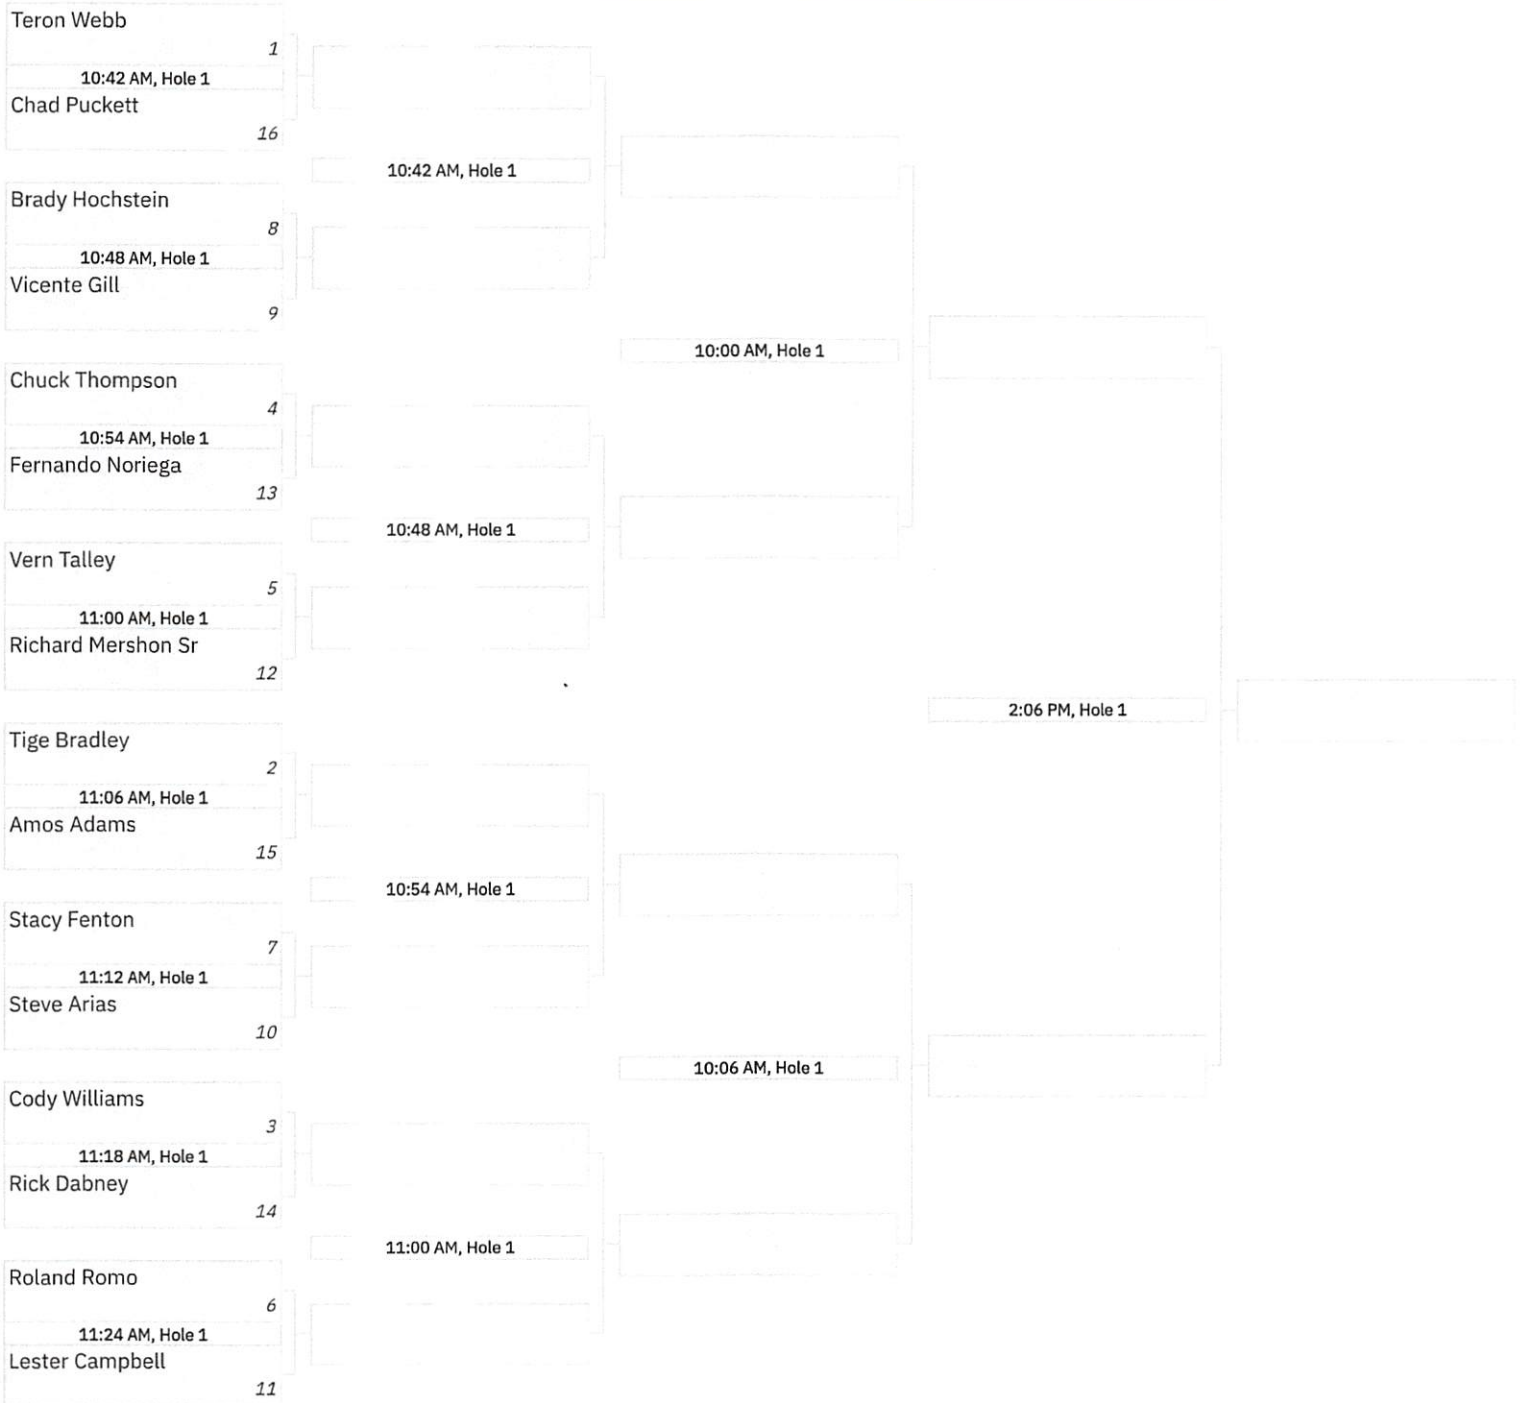 Teron Webb
1
10:42 AM, Hole 1
Chad Puckett
16
10:42 AM, Hole 1
Brady Hochstein
8
10:48 AM, Hole 1
Vicente Gill
9
10:00 AM, Hole 1
Chuck Thompson
4
10:54 AM, Hole 1
Fernando Noriega
13
10:48 AM, Hole 1
Vern Talley
5
11:00 AM, Hole 1
Richard Mershon Sr
12
2:06 PM, Hole 1
Tige Bradley
2
11:06 AM, Hole 1
Amos Adams
15
10:54 AM, Hole 1
Stacy Fenton
7
11:12 AM, Hole 1
Steve Arias
10
10:06 AM, Hole 1
Cody Williams
3
11:18 AM, Hole 1
Rick Dabney
14
11:00 AM, Hole 1
Roland Romo
6
11:24 AM, Hole 1
Lester Campbell
11